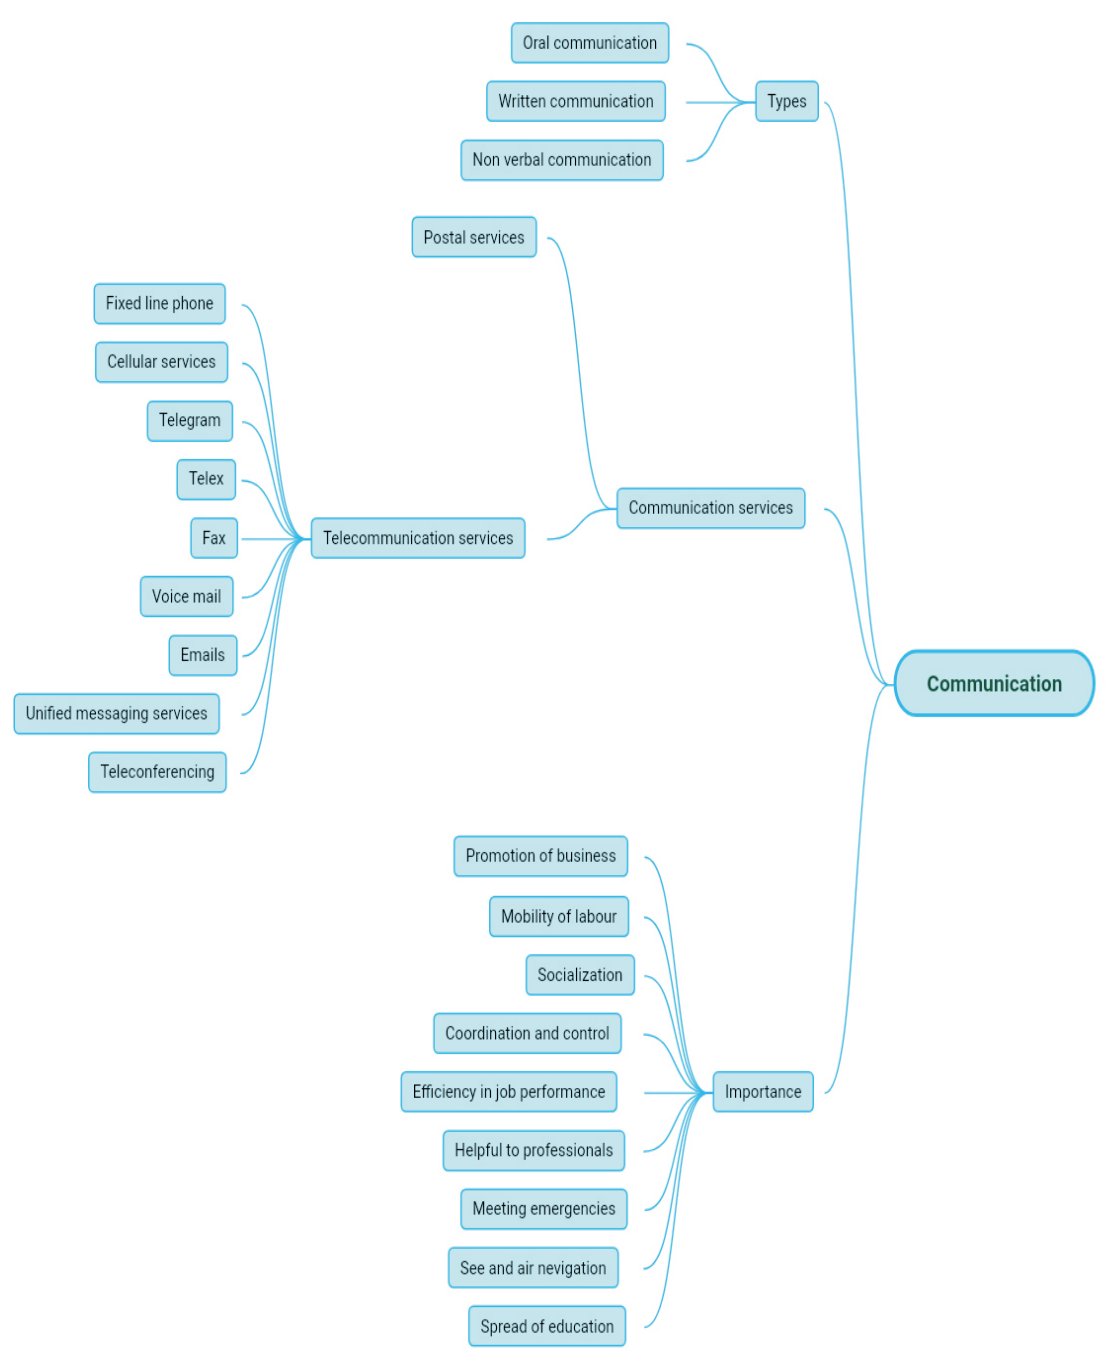 Oral communication
Written communication
Types
Non verbal communication
Postal services
Fixed line phone
Cellular services
Telegram
Telex
Communication services
Fax
Telecommunication services
Voice mail
Emails
Communication
Unified messaging services
Teleconferencing
Promotion of business
Mobility of labour
Socialization
Coordination and control
Efficiency in job performance
Importance
Helpful to professionals
Meeting emergencies
See and air nevigation
Spread of education